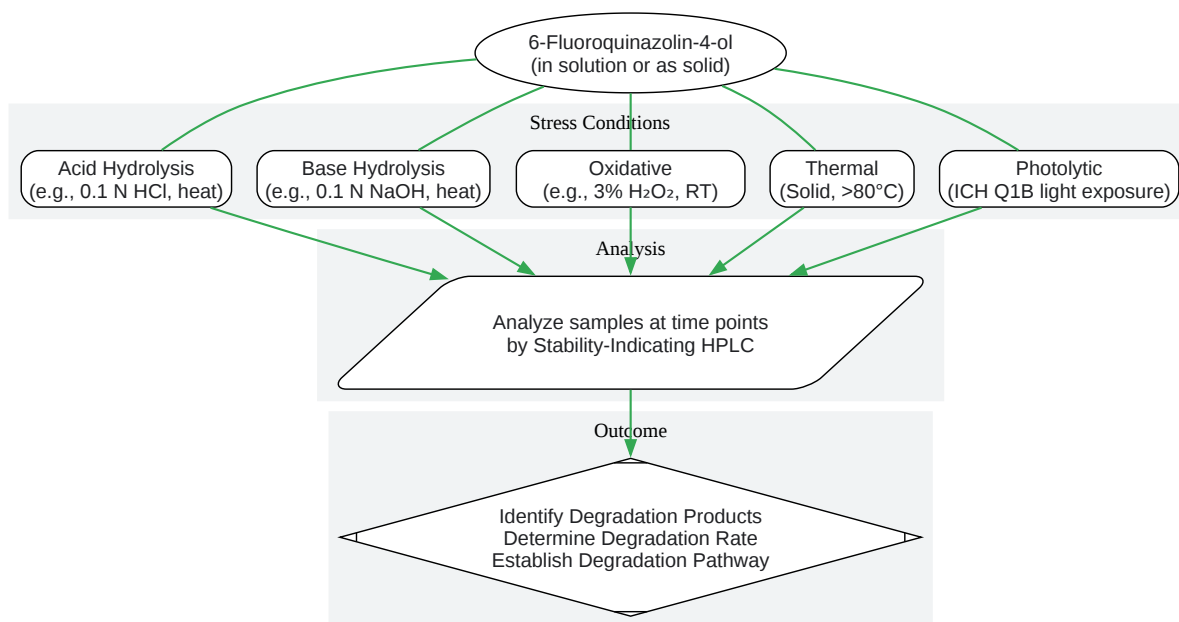 6-Fluoroquinazolin-4-ol
(in solution or as solid)
Stress Conditions
Acid Hydrolysis
(e.g., 0.1 N HCl, heat)
Base Hydrolysis
(e.g., 0.1 N NaOH, heat)
Oxidative
(e.g., 3% H₂O₂, RT)
Thermal
(Solid, >80°C)
Photolytic
(ICH Q1B light exposure)
Analysis
Analyze samples at time points
by Stability-Indicating HPLC
Outcome
Identify Degradation Products
Determine Degradation Rate
Establish Degradation Pathway